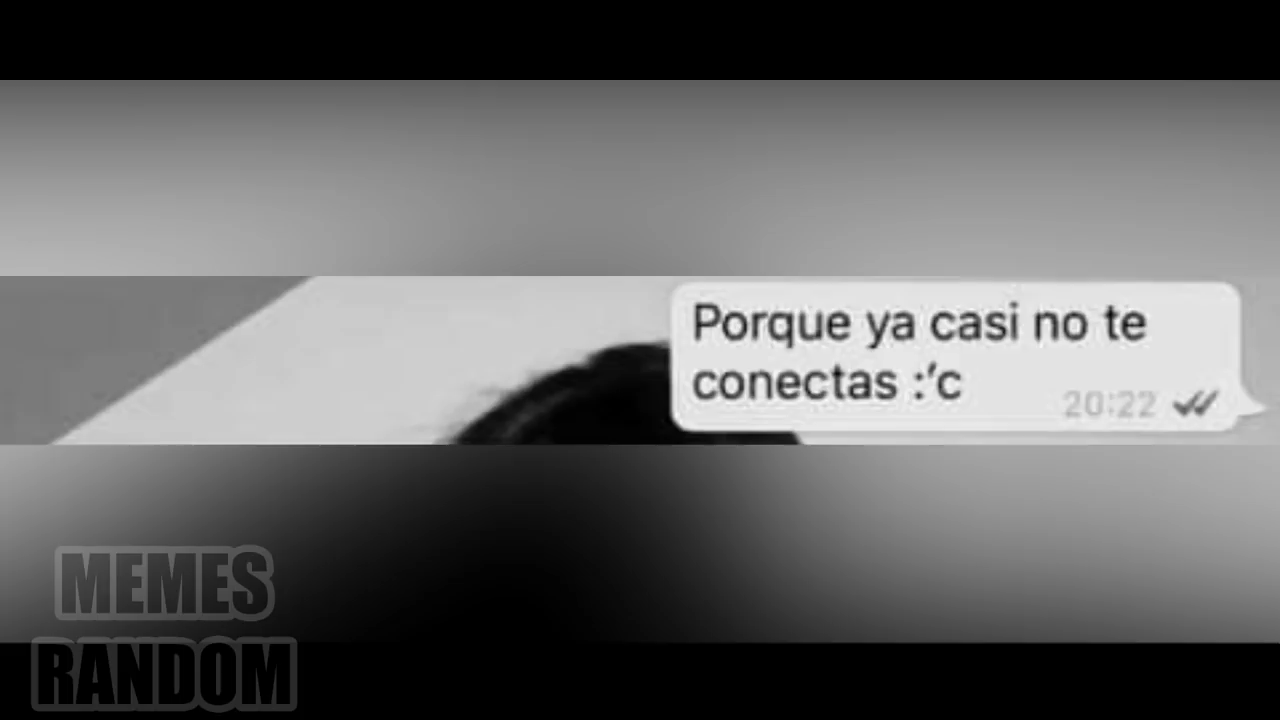 Porque ya casi no te
conectas :‘c
20:22
MEMES
RANDOM